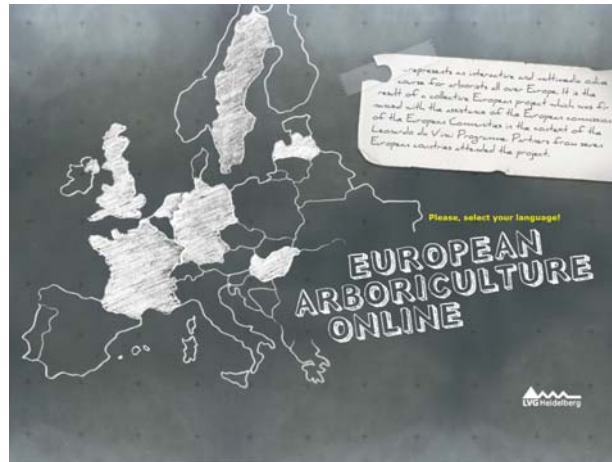 ...represents an interactive and multimedia online
course for arborists all over Europe. It is the
result of a collective European project which was fi
nanced with the assistance of the European commission
of the European Communities in the context of the
Leonardo da Vinci Programme. Partners from seven
European countries attended the project.
Please, select your language!
EUROPEAN
ARBORICULTURE
ONLINE
LVG Heidelberg